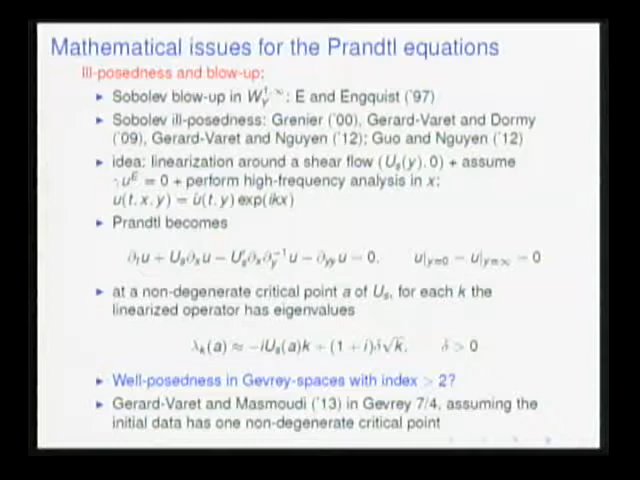 Mathematical issues for the Prandtl equations
Ill-posedness and blow-up:
► Sobolev blow-up in W_y^{1,∞}: E and Engquist ('97)
► Sobolev ill-posedness: Grenier ('00), Gerard-Varet and Dormy
('09), Gerard-Varet and Nguyen ('12); Guo and Nguyen ('12)
► idea: linearization around a shear flow (U_s(y), 0) + assume
u^E = 0 + perform high-frequency analysis in x:
u(t, x, y) = û(t, y) exp(ikx)
► Prandtl becomes
∂_t u + U_s ∂_x u − U_s' ∂_x ∂_y^{-1} u − ∂_{yy} u = 0, u|_{y=0} = u|_{y=∞} = 0
► at a non-degenerate critical point a of U_s, for each k the
linearized operator has eigenvalues
λ_k(a) ≈ −iU_s(a)k + (1 + i)δ√k, δ > 0
► Well-posedness in Gevrey-spaces with index > 2?
► Gerard-Varet and Masmoudi ('13) in Gevrey 7/4, assuming the
initial data has one non-degenerate critical point